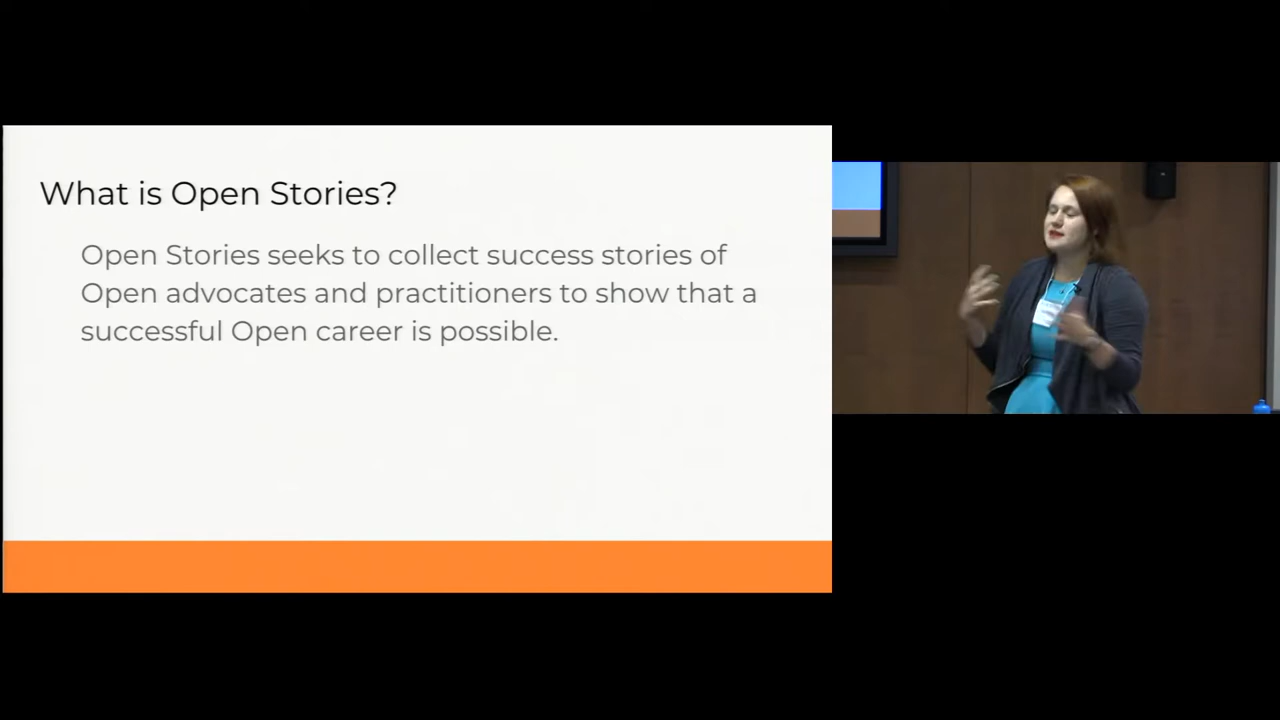 What is Open Stories?
Open Stories seeks to collect success stories of
Open advocates and practitioners to show that a
successful Open career is possible.